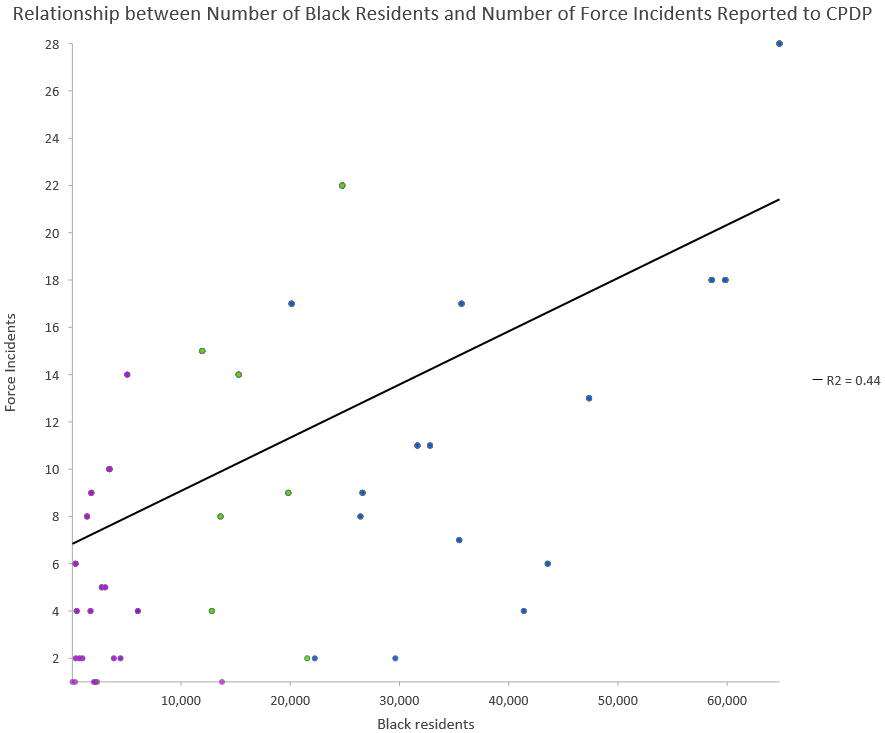 Relationship between Number of Black Residents and Number of Force Incidents Reported to CPDP
28
26
24
22
20
18
16
14
12
10
8
6
4
2
Force Incidents
10,000 20,000 30,000 40,000 50,000 60,000
Black residents
R2 = 0.44